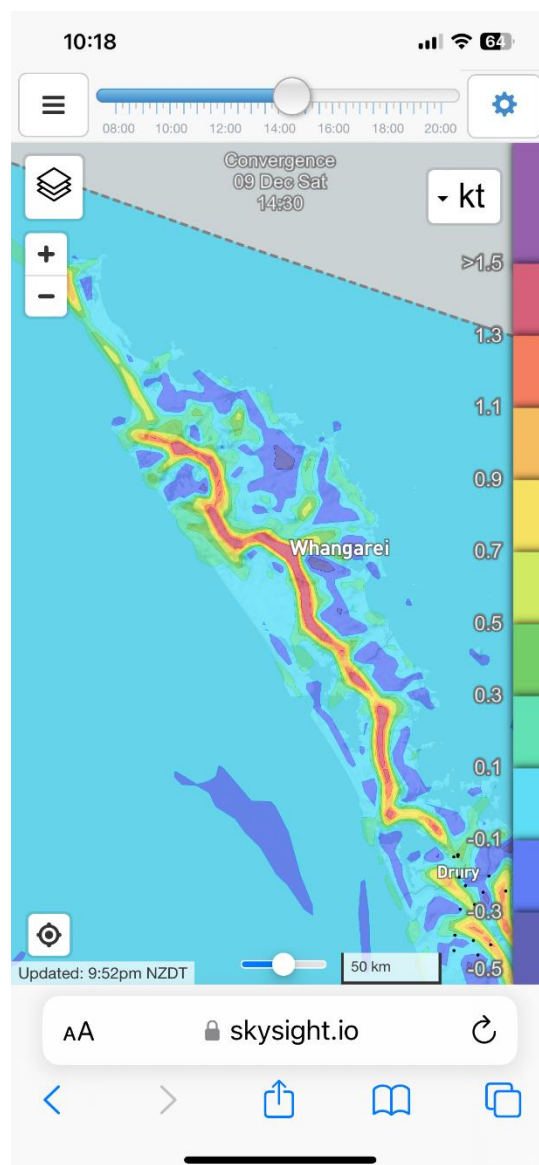 10:18
64
08:00 10:00 12:00 14:00 16:00 18:00 20:00
Convergence
09 Dec Sat
14:30
kt
+
−
>1.5
1.3
1.1
0.9
Whangarei
0.7
0.5
0.3
0.1
-0.1
Drury
-0.3
-0.5
Updated: 9:52pm NZDT
50 km
AA
skysight.io